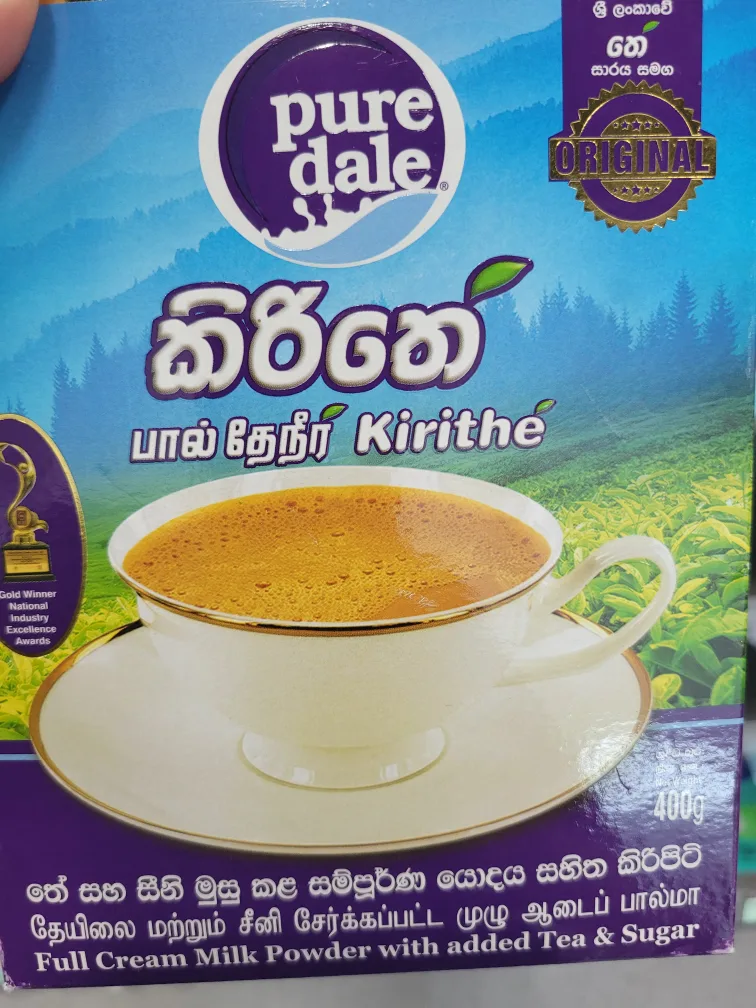 ශ්‍රී ලංකාවේ
තේ
සාරය සමග
ORIGINAL
pure
dale®
කිරිතේ
பால் தேநீர் Kirithe
Gold Winner
National
Industry
Excellence
Awards
400g
තේ සහ සීනි මුසු කළ සම්පූර්ණ යොදය සහිත කිරිපිටි
தேயிலை மற்றும் சீனி சேர்க்கப்பட்ட முழு ஆடைப் பால்மா
Full Cream Milk Powder with added Tea & Sugar